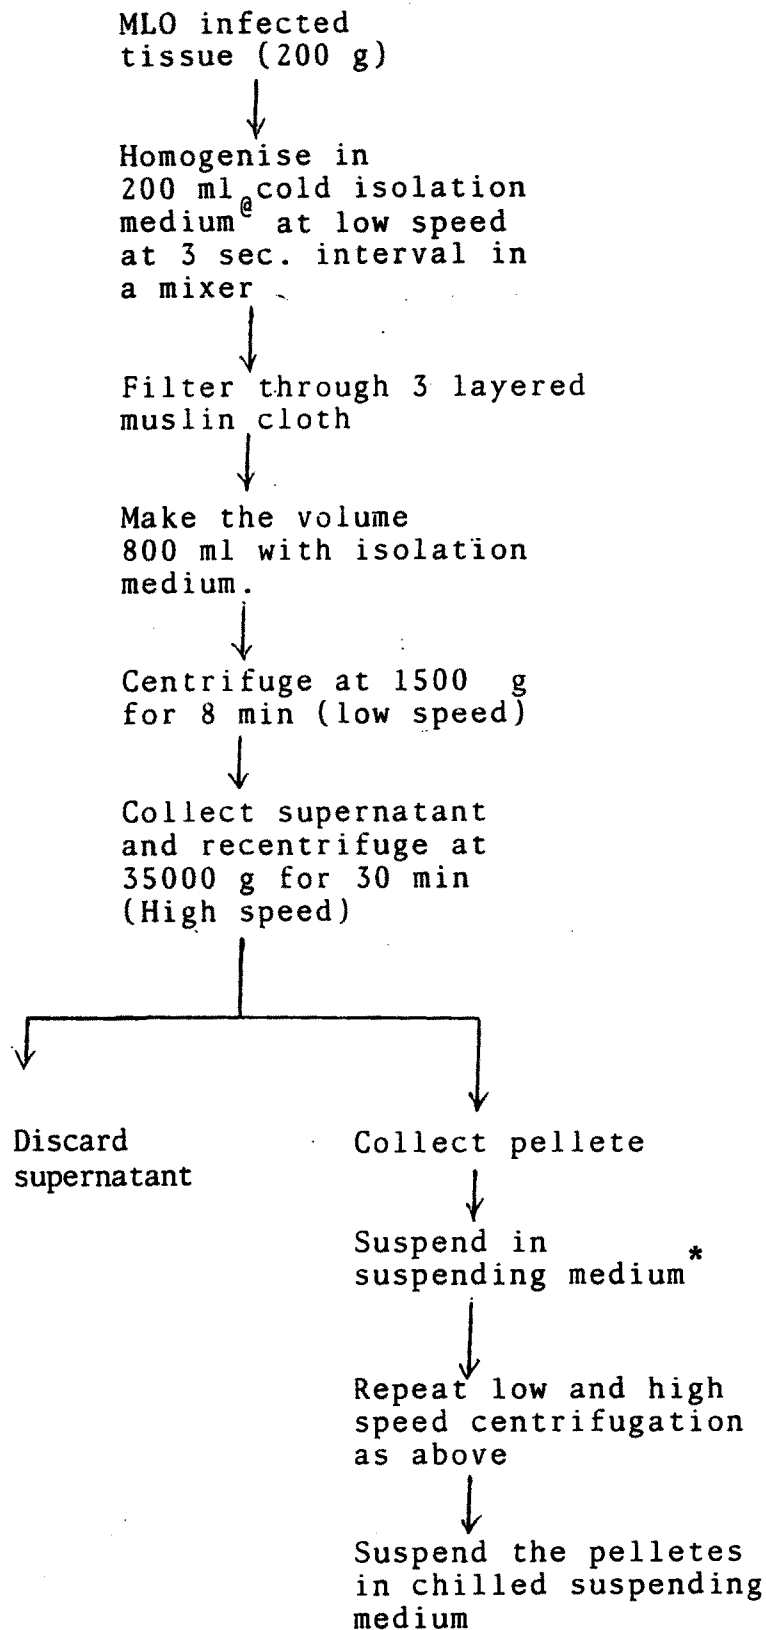 MLO infected
tissue (200 g)
Homogenise in
200 ml cold isolation
medium@ at low speed
at 3 sec. interval in
a mixer
Filter through 3 layered
muslin cloth
Make the volume
800 ml with isolation
medium.
Centrifuge at 1500 g
for 8 min (low speed)
Collect supernatant
and recentrifuge at
35000 g for 30 min
(High speed)
Discard
supernatant
Collect pellete
Suspend in
suspending medium*
Repeat low and high
speed centrifugation
as above
Suspend the pelletes
in chilled suspending
medium